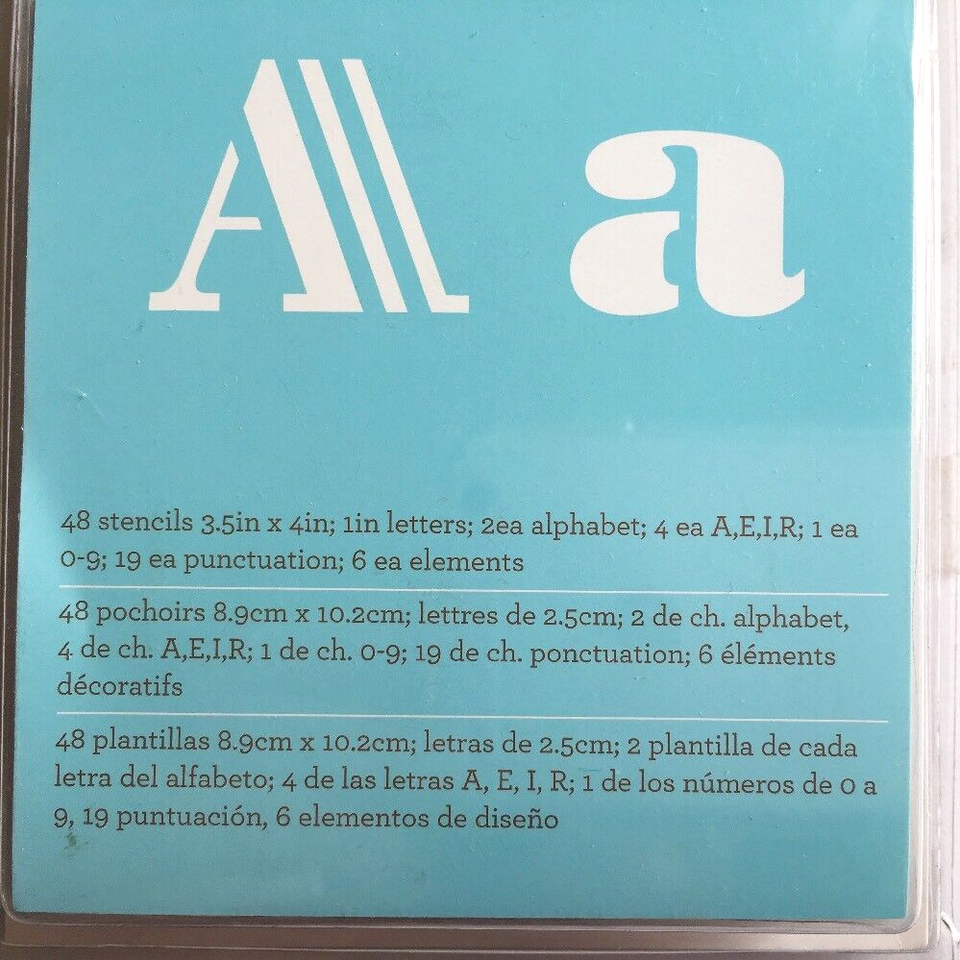 A a
48 stencils 3.5in x 4in; 1in letters; 2ea alphabet; 4 ea A,E,I,R; 1 ea
0-9; 19 ea punctuation; 6 ea elements
48 pochoirs 8.9cm x 10.2cm; lettres de 2.5cm; 2 de ch. alphabet,
4 de ch. A,E,I,R; 1 de ch. 0-9; 19 de ch. ponctuation; 6 éléments
décoratifs
48 plantillas 8.9cm x 10.2cm; letras de 2.5cm; 2 plantilla de cada
letra del alfabeto; 4 de las letras A, E, I, R; 1 de los números de 0 a
9, 19 puntuación, 6 elementos de diseño